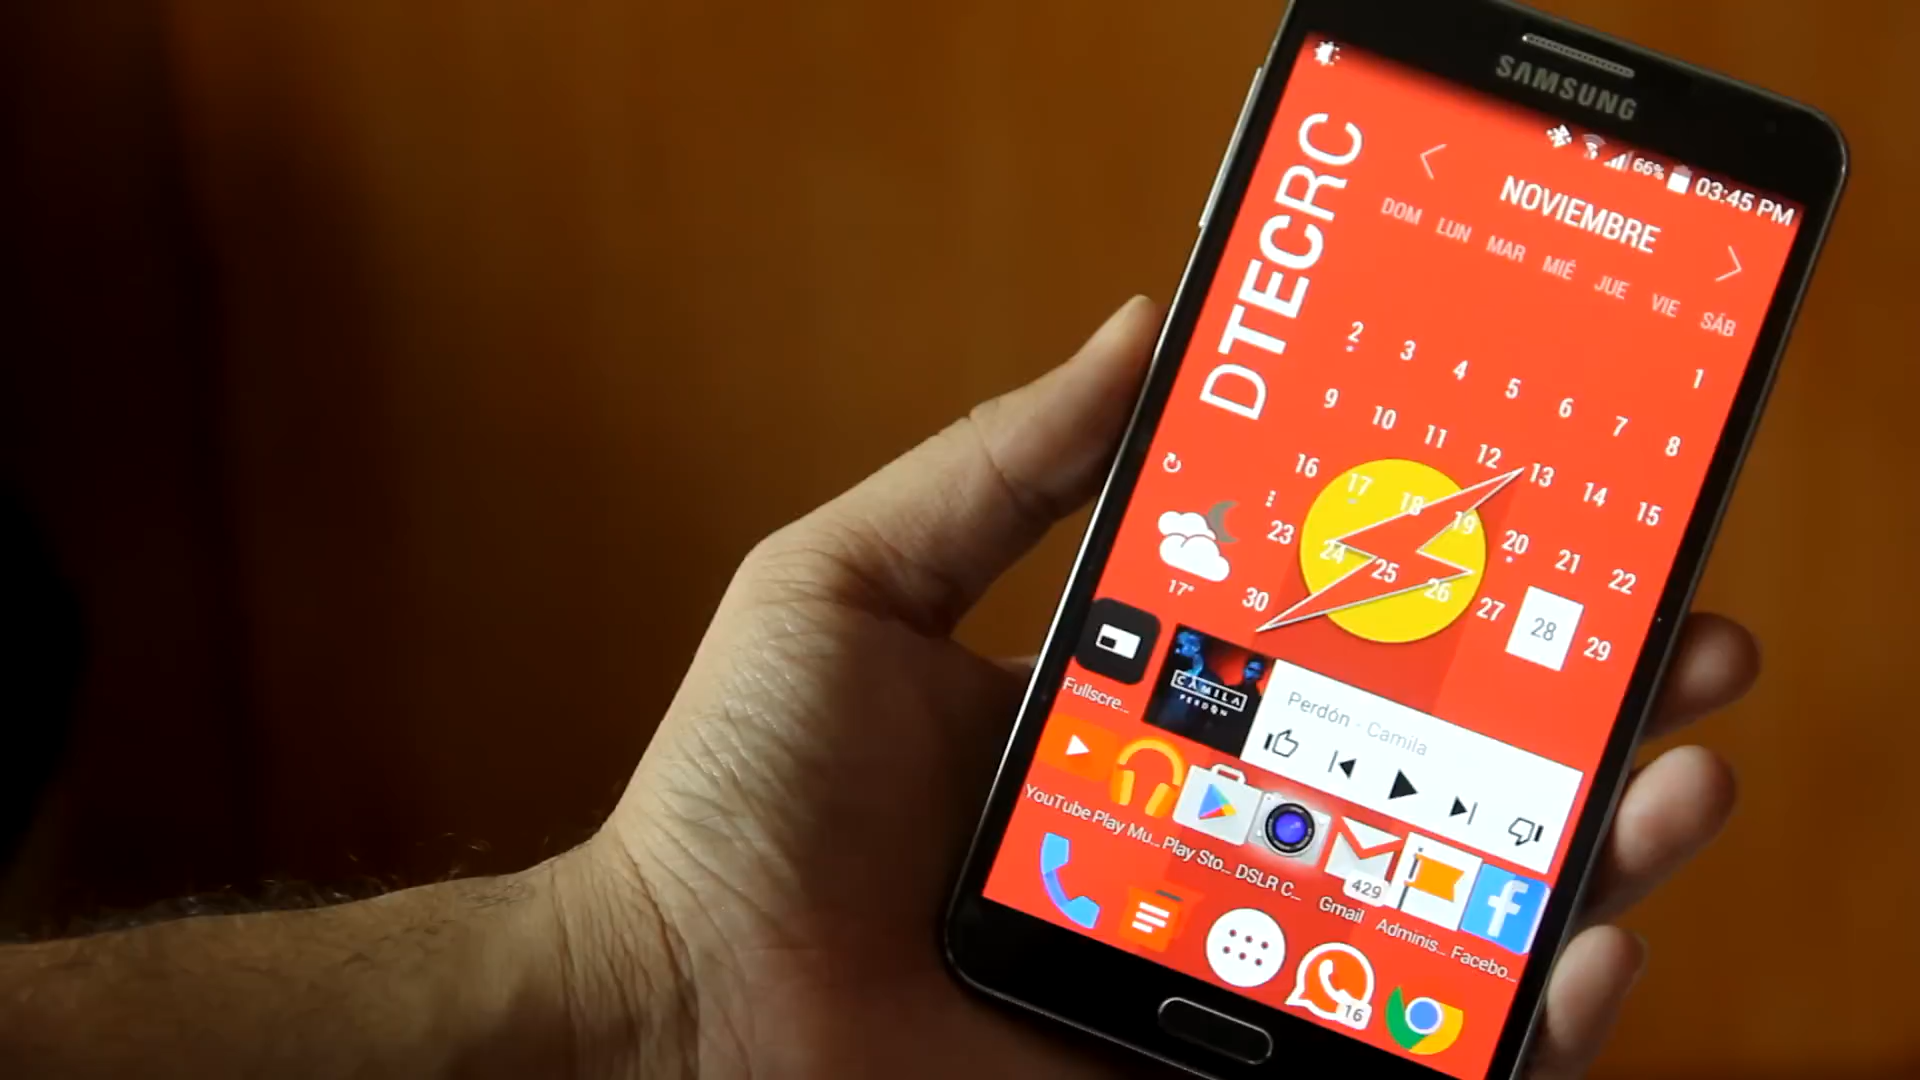 SAMSUNG
66% 03:45 PM
DTECRC
NOVIEMBRE
DOM LUN MAR MIÉ JUE VIE SÁB
1
2 3 4 5 6 7 8
9 10 11 12 13 14 15
16 17 18 19 20 21 22
23 24 25 26 27 28 29
30
17°
Fullscre...
CAMILA
PERDÓN
Perdón - Camila
YouTube Play Mu... Play Sto... DSLR C... Gmail Adminis... Facebo...
429
16